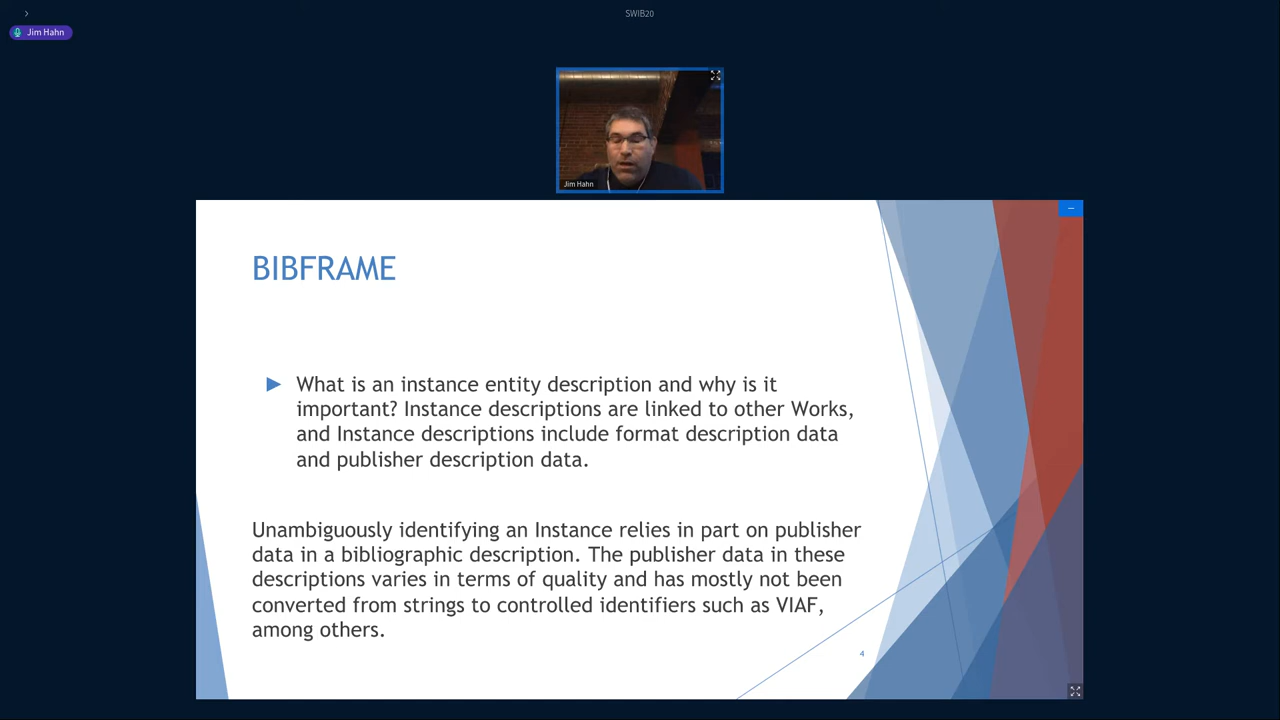 SWIB20
Jim Hahn
Jim Hahn
BIBFRAME
What is an instance entity description and why is it
important? Instance descriptions are linked to other Works,
and Instance descriptions include format description data
and publisher description data.
Unambiguously identifying an Instance relies in part on publisher
data in a bibliographic description. The publisher data in these
descriptions varies in terms of quality and has mostly not been
converted from strings to controlled identifiers such as VIAF,
among others.
4